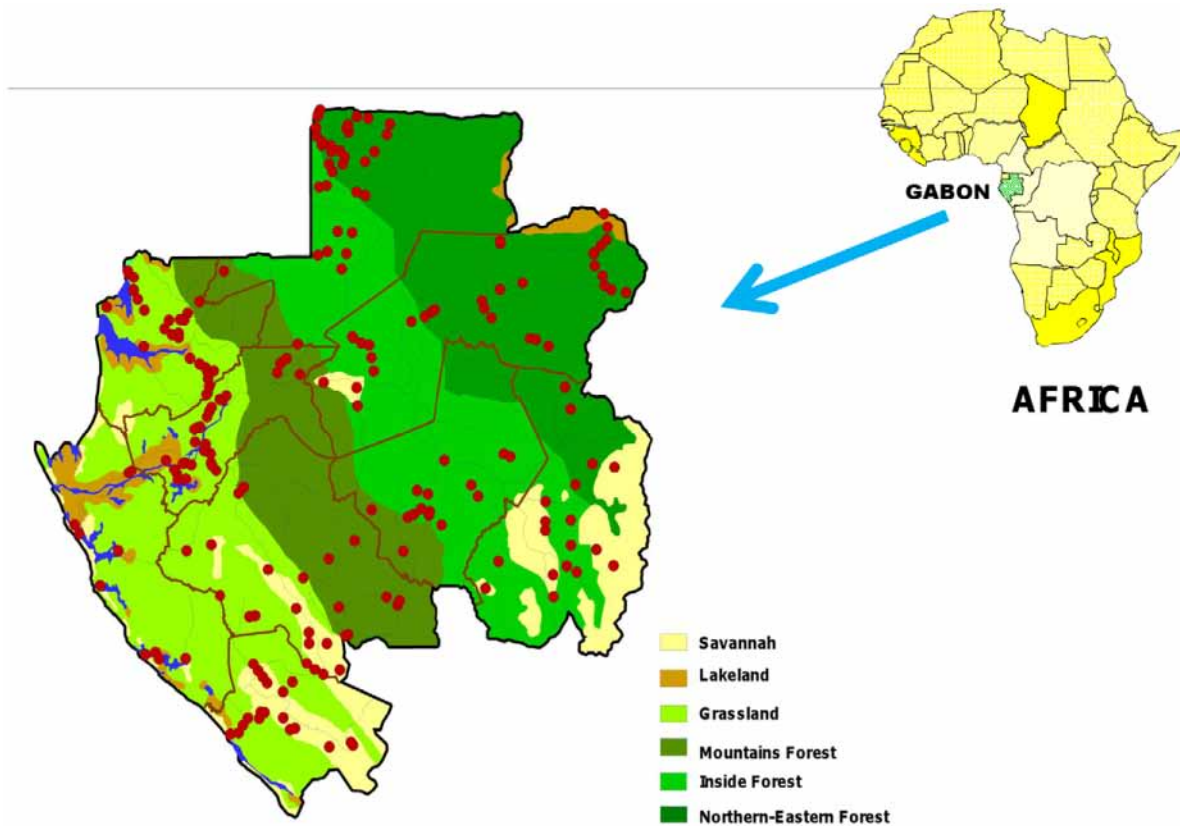 GABON
AFRICA
Savannah
Lakeland
Grassland
Mountains Forest
Inside Forest
Northern-Eastern Forest